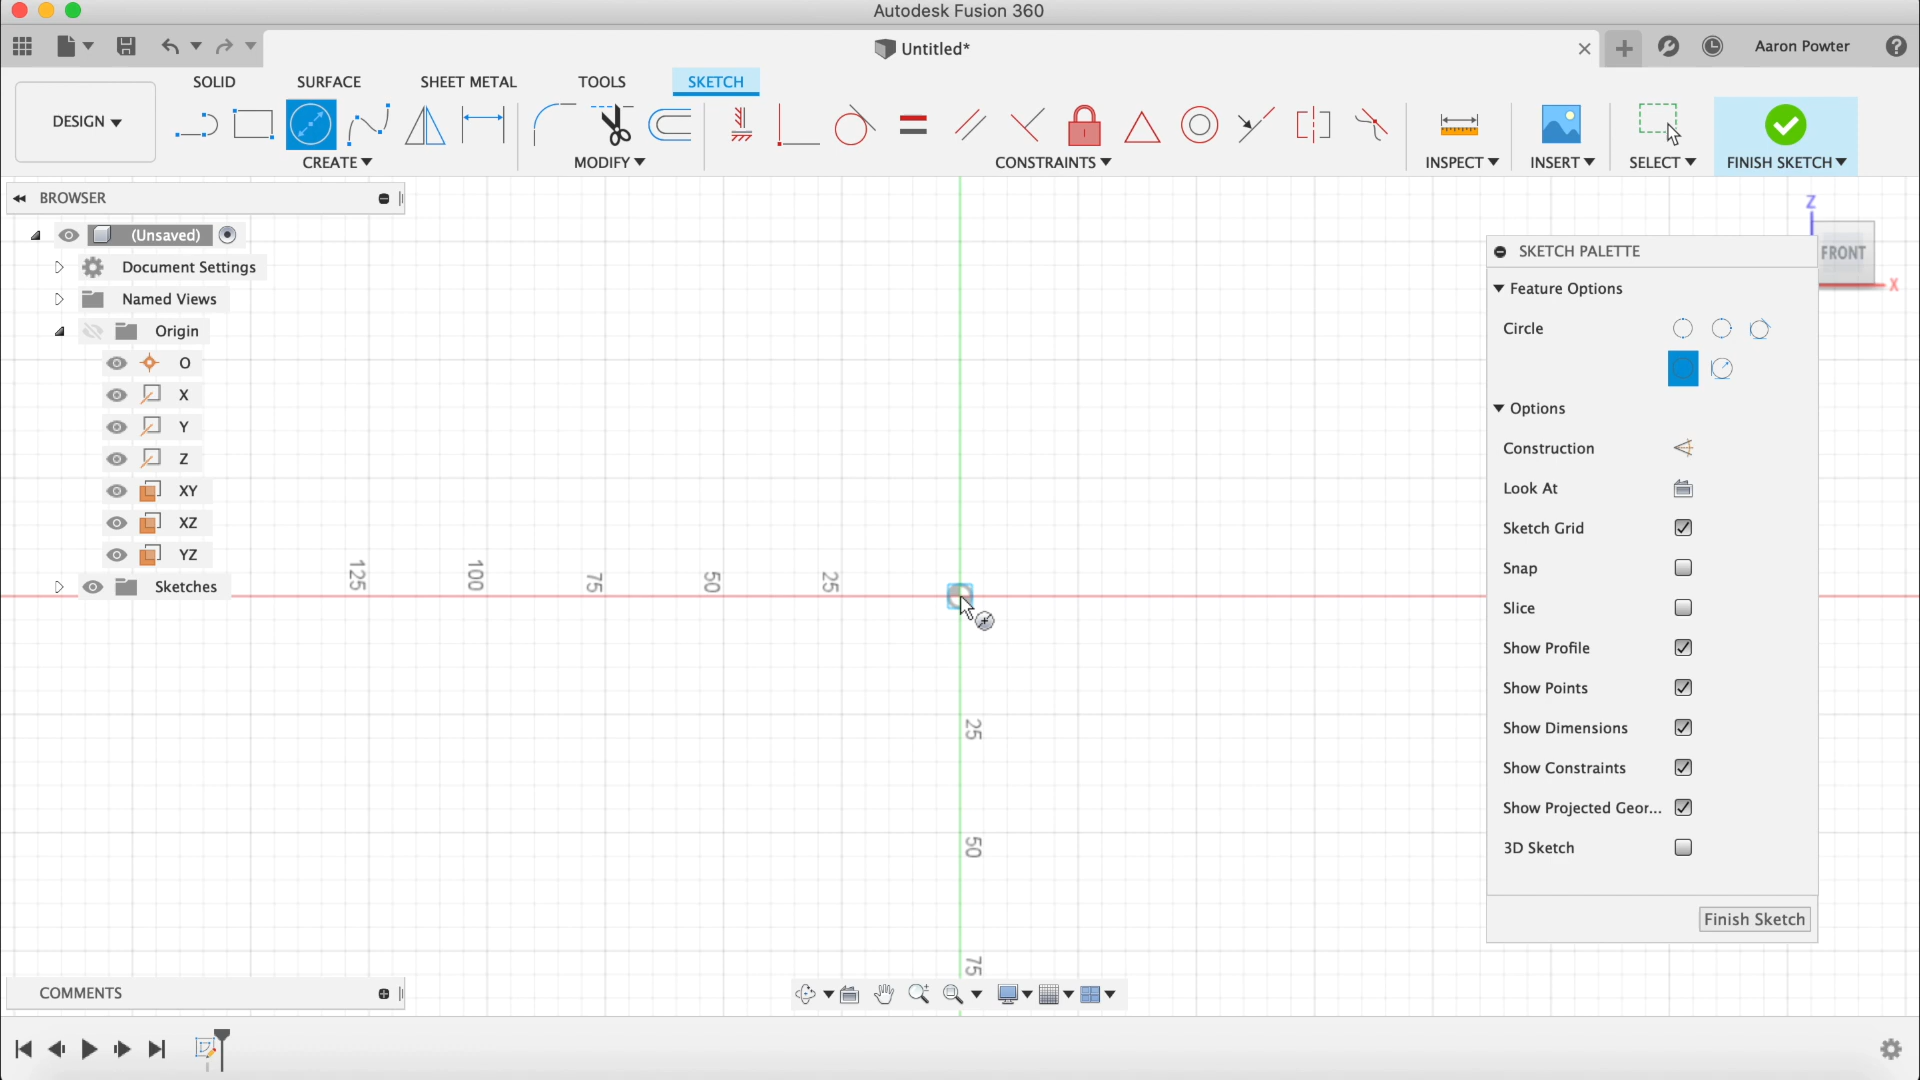 Autodesk Fusion 360
Untitled*
Aaron Powter
SOLID
SURFACE
SHEET METAL
TOOLS
SKETCH
DESIGN
CREATE
MODIFY
CONSTRAINTS
INSPECT
INSERT
SELECT
FINISH SKETCH
BROWSER
(Unsaved)
Document Settings
Named Views
Origin
O
X
Y
Z
XY
XZ
YZ
Sketches
125
100
75
50
25
25
50
75
Z
FRONT
X
SKETCH PALETTE
Feature Options
Circle
Options
Construction
Look At
Sketch Grid
Snap
Slice
Show Profile
Show Points
Show Dimensions
Show Constraints
Show Projected Geor...
3D Sketch
Finish Sketch
COMMENTS